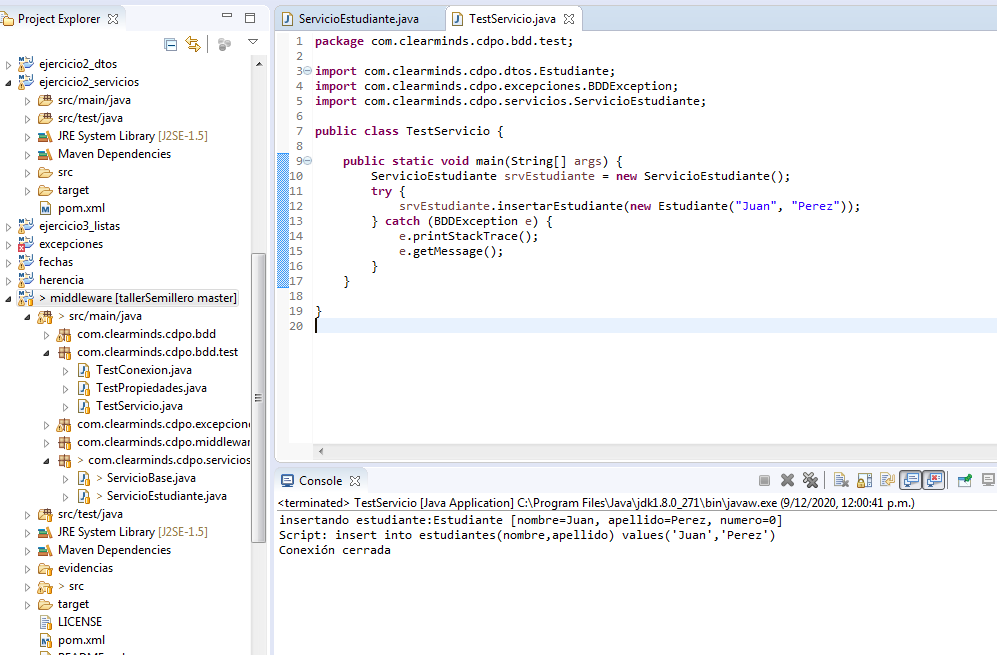 Project Explorer
ejercicio2_dtos
ejercicio2_servicios
src/main/java
src/test/java
JRE System Library [J2SE-1.5]
Maven Dependencies
src
target
pom.xml
ejercicio3_listas
excepciones
fechas
herencia
> middleware [tallerSemillero master]
> src/main/java
com.clearminds.cdpo.bdd
com.clearminds.cdpo.bdd.test
TestConexion.java
TestPropiedades.java
TestServicio.java
com.clearminds.cdpo.excepcione
com.clearminds.cdpo.middlewar
> com.clearminds.cdpo.servicios
> ServicioBase.java
> ServicioEstudiante.java
src/test/java
JRE System Library [J2SE-1.5]
Maven Dependencies
evidencias
> src
target
LICENSE
pom.xml
ServicioEstudiante.java TestServicio.java
1 package com.clearminds.cdpo.bdd.test;
2
3 import com.clearminds.cdpo.dtos.Estudiante;
4 import com.clearminds.cdpo.excepciones.BDDException;
5 import com.clearminds.cdpo.servicios.ServicioEstudiante;
6
7 public class TestServicio {
8
9 public static void main(String[] args) {
10 ServicioEstudiante srvEstudiante = new ServicioEstudiante();
11 try {
12 srvEstudiante.insertarEstudiante(new Estudiante("Juan", "Perez"));
13 } catch (BDDException e) {
14 e.printStackTrace();
15 e.getMessage();
16 }
17 }
18
19 }
20
Console
<terminated> TestServicio [Java Application] C:\Program Files\Java\jdk1.8.0_271\bin\javaw.exe (9/12/2020, 12:00:41 p.m.)
insertando estudiante:Estudiante [nombre=Juan, apellido=Perez, numero=0]
Script: insert into estudiantes(nombre,apellido) values('Juan','Perez')
Conexión cerrada